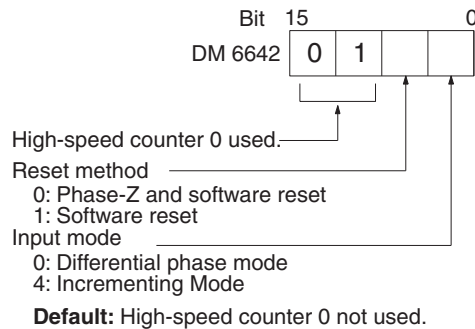 Bit 15 0
DM 6642 0 1
High-speed counter 0 used.
Reset method
0: Phase-Z and software reset
1: Software reset
Input mode
0: Differential phase mode
4: Incrementing Mode
Default: High-speed counter 0 not used.